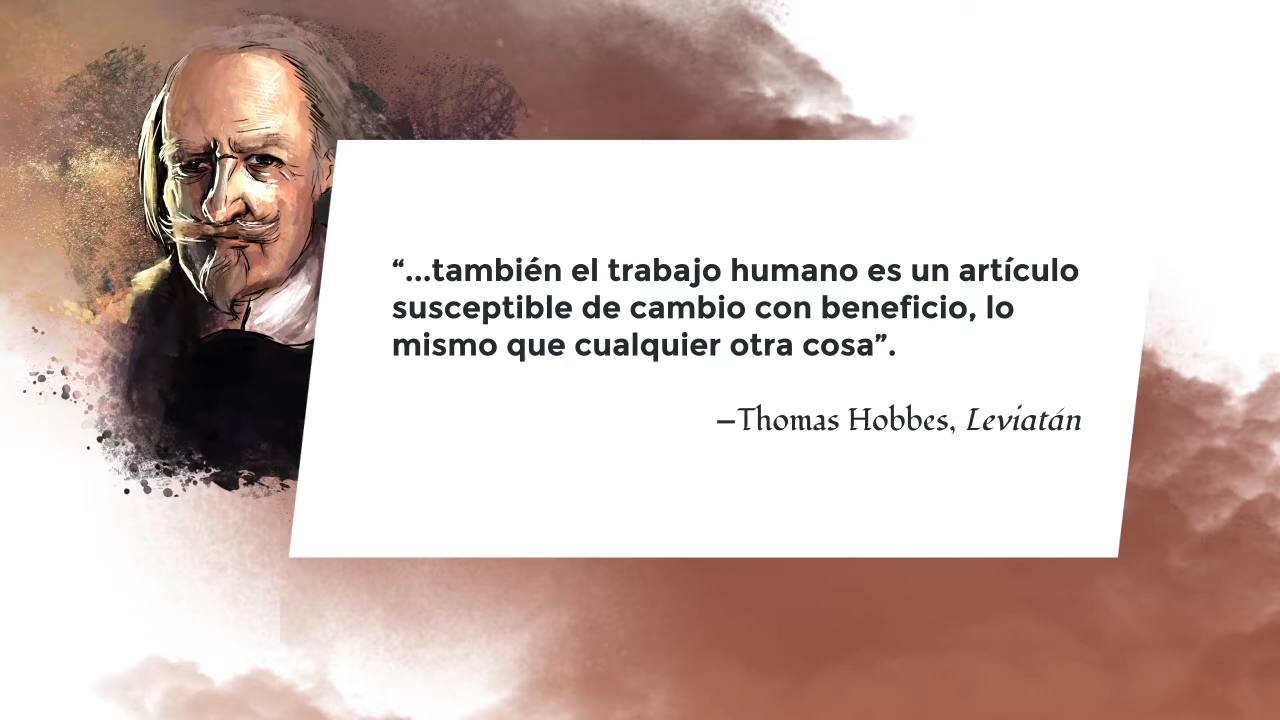 “...también el trabajo humano es un artículo
susceptible de cambio con beneficio, lo
mismo que cualquier otra cosa”.
—Thomas Hobbes, Leviatán